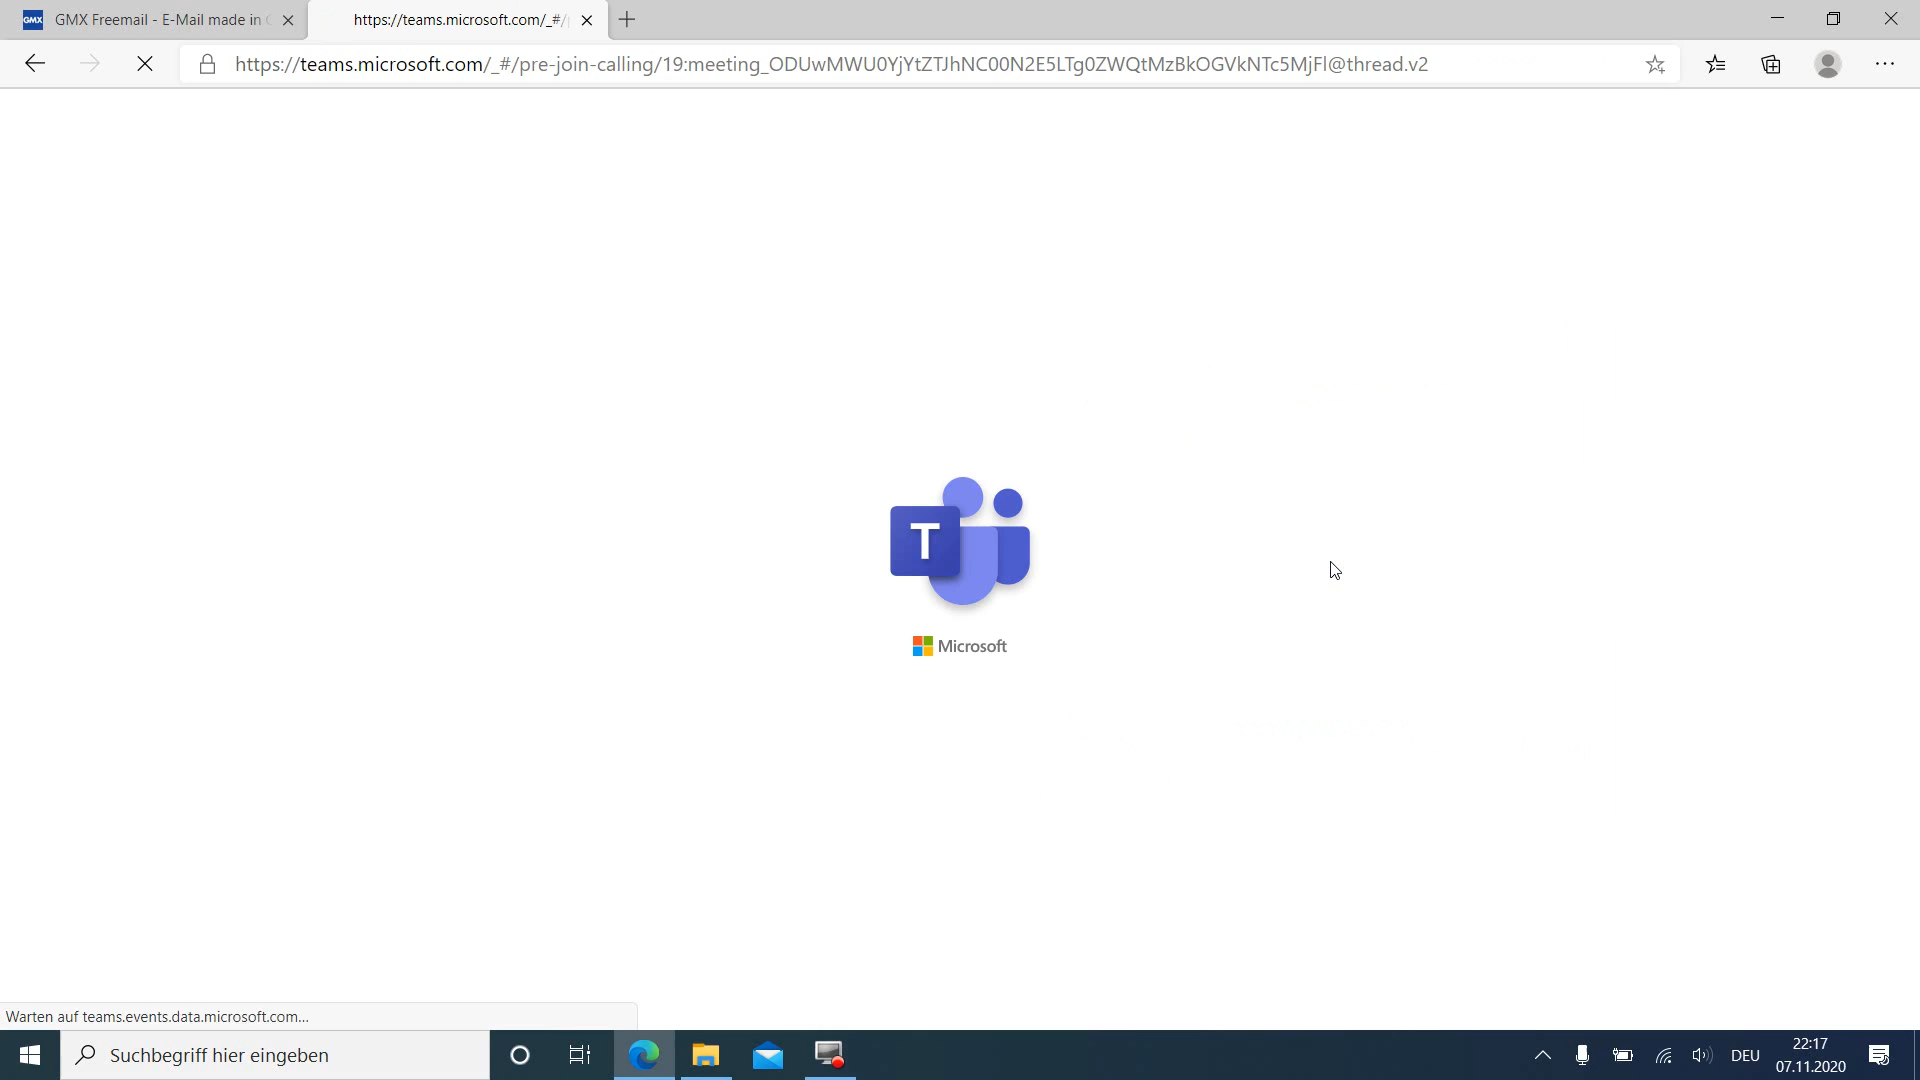 GMX GMX Freemail - E-Mail made in
https://teams.microsoft.com/_#/
https://teams.microsoft.com/_#/pre-join-calling/19:meeting_ODUwMWU0YjYtZTJhNC00N2E5LTg0ZWQtMzBkOGVkNTc5MjFl@thread.v2
T
Microsoft
Warten auf teams.events.data.microsoft.com...
Suchbegriff hier eingeben
DEU
22:17
07.11.2020